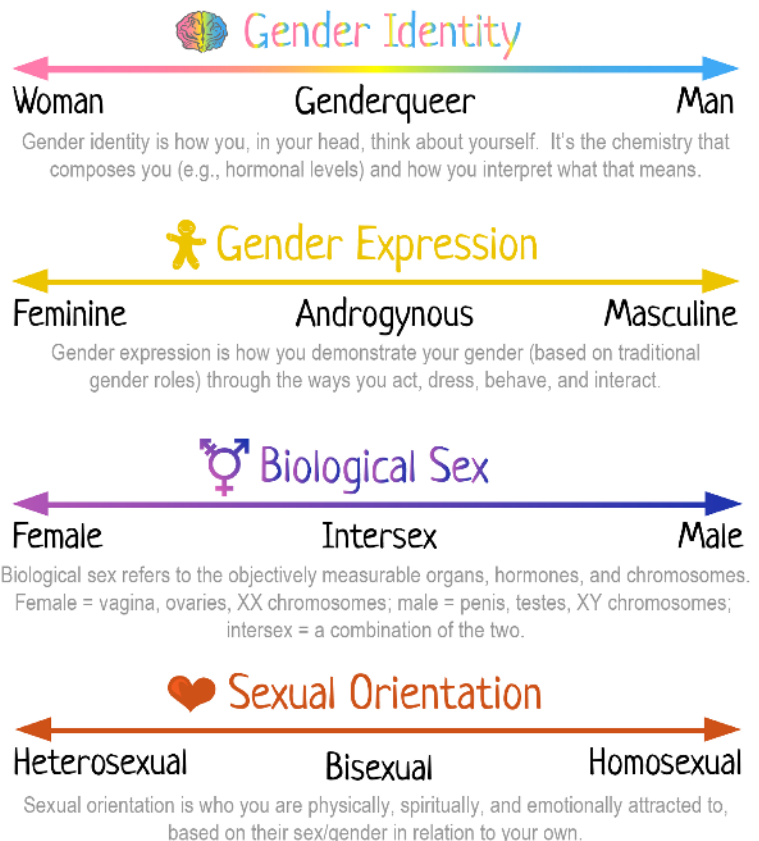 Gender Identity
Woman Genderqueer Man
Gender identity is how you, in your head, think about yourself. It's the chemistry that
composes you (e.g., hormonal levels) and how you interpret what that means.
Gender Expression
Feminine Androgynous Masculine
Gender expression is how you demonstrate your gender (based on traditional
gender roles) through the ways you act, dress, behave, and interact.
Biological Sex
Female Intersex Male
Biological sex refers to the objectively measurable organs, hormones, and chromosomes.
Female = vagina, ovaries, XX chromosomes; male = penis, testes, XY chromosomes;
intersex = a combination of the two.
Sexual Orientation
Heterosexual Bisexual Homosexual
Sexual orientation is who you are physically, spiritually, and emotionally attracted to,
based on their sex/gender in relation to your own.